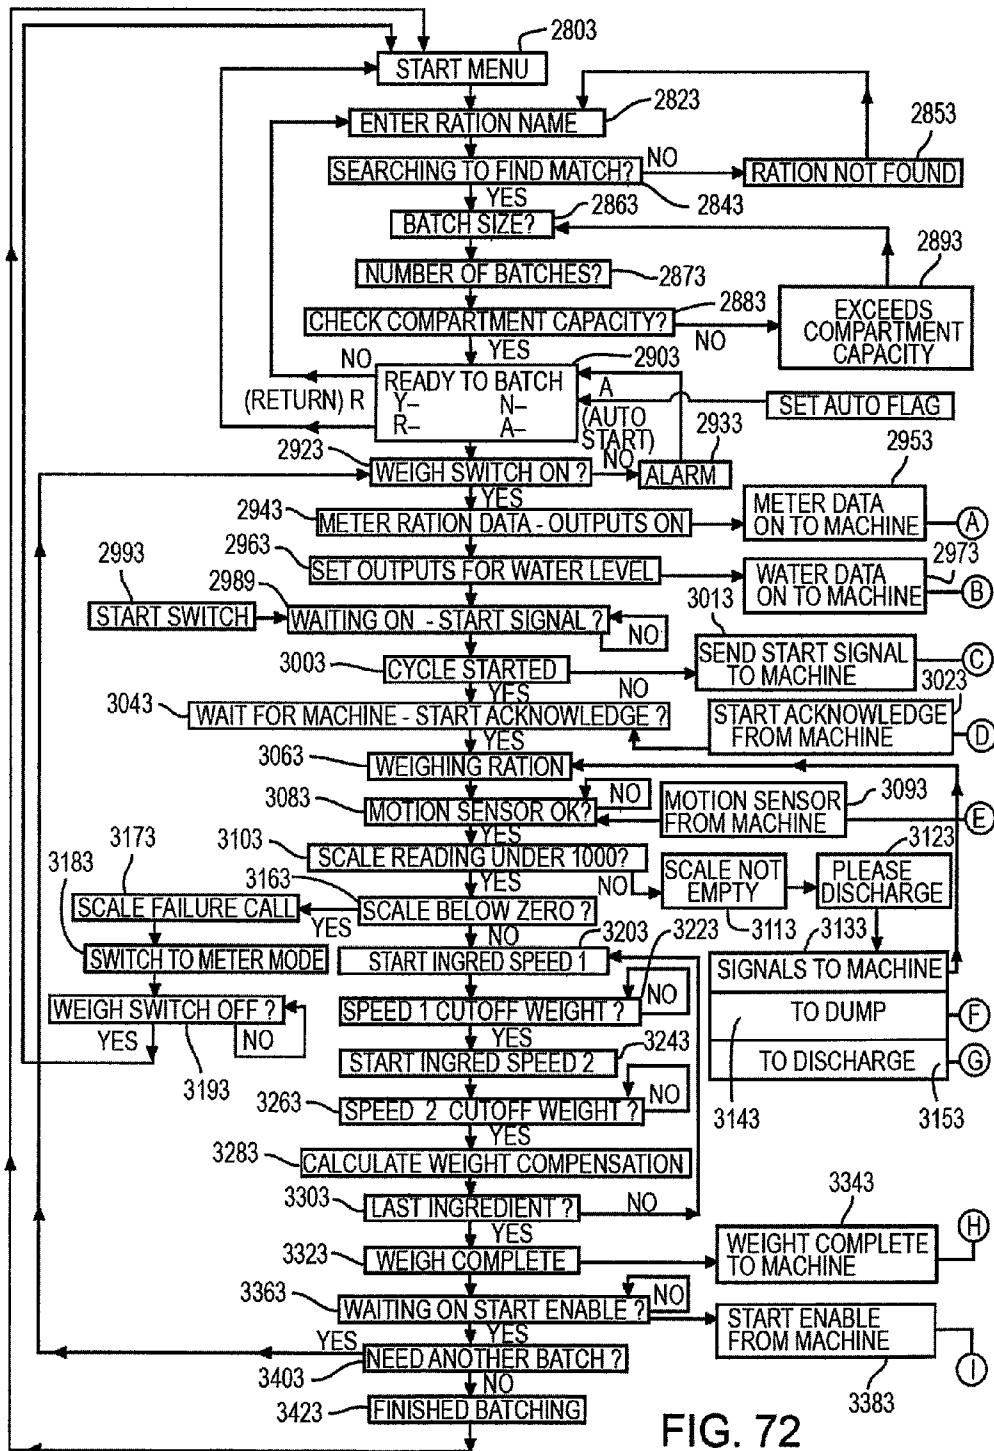 2803
START MENU
2823
ENTER RATION NAME
2853
SEARCHING TO FIND MATCH?
NO
RATION NOT FOUND
YES
2843
2863
BATCH SIZE?
2893
NUMBER OF BATCHES?
2873
2883
CHECK COMPARTMENT CAPACITY?
NO
EXCEEDS
COMPARTMENT
CAPACITY
YES
2903
NO
READY TO BATCH
Y– N–
R– A–
(RETURN) R
A
(AUTO
START)
SET AUTO FLAG
2923
2933
WEIGH SWITCH ON ?
NO
ALARM
2953
YES
2943
METER RATION DATA - OUTPUTS ON
METER DATA
ON TO MACHINE
A
2963
SET OUTPUTS FOR WATER LEVEL
2973
WATER DATA
ON TO MACHINE
B
2993
START SWITCH
2989
WAITING ON - START SIGNAL ?
NO
3013
3003
CYCLE STARTED
SEND START SIGNAL
TO MACHINE
C
YES
NO
3023
3043
WAIT FOR MACHINE - START ACKNOWLEDGE ?
START ACKNOWLEDGE
FROM MACHINE
D
YES
3063
WEIGHING RATION
3083
MOTION SENSOR OK?
NO
3093
MOTION SENSOR
FROM MACHINE
E
YES
3103
SCALE READING UNDER 1000?
3123
YES
NO
SCALE NOT
EMPTY
3113
PLEASE
DISCHARGE
3173
3163
3183
SCALE FAILURE CALL
YES
SCALE BELOW ZERO ?
NO
3203
3223
3133
SWITCH TO METER MODE
START INGRED SPEED 1
SIGNALS TO MACHINE
WEIGH SWITCH OFF ?
YES
NO
3193
SPEED 1 CUTOFF WEIGHT ?
NO
TO DUMP
F
YES
3243
START INGRED SPEED 2
TO DISCHARGE
G
3143
3153
3263
SPEED 2 CUTOFF WEIGHT ?
NO
YES
3283
CALCULATE WEIGHT COMPENSATION
3303
LAST INGREDIENT ?
NO
3343
YES
3323
WEIGH COMPLETE
WEIGHT COMPLETE
TO MACHINE
H
3363
WAITING ON START ENABLE ?
NO
START ENABLE
FROM MACHINE
I
3383
YES
YES
3403
NEED ANOTHER BATCH ?
NO
3423
FINISHED BATCHING
FIG. 72